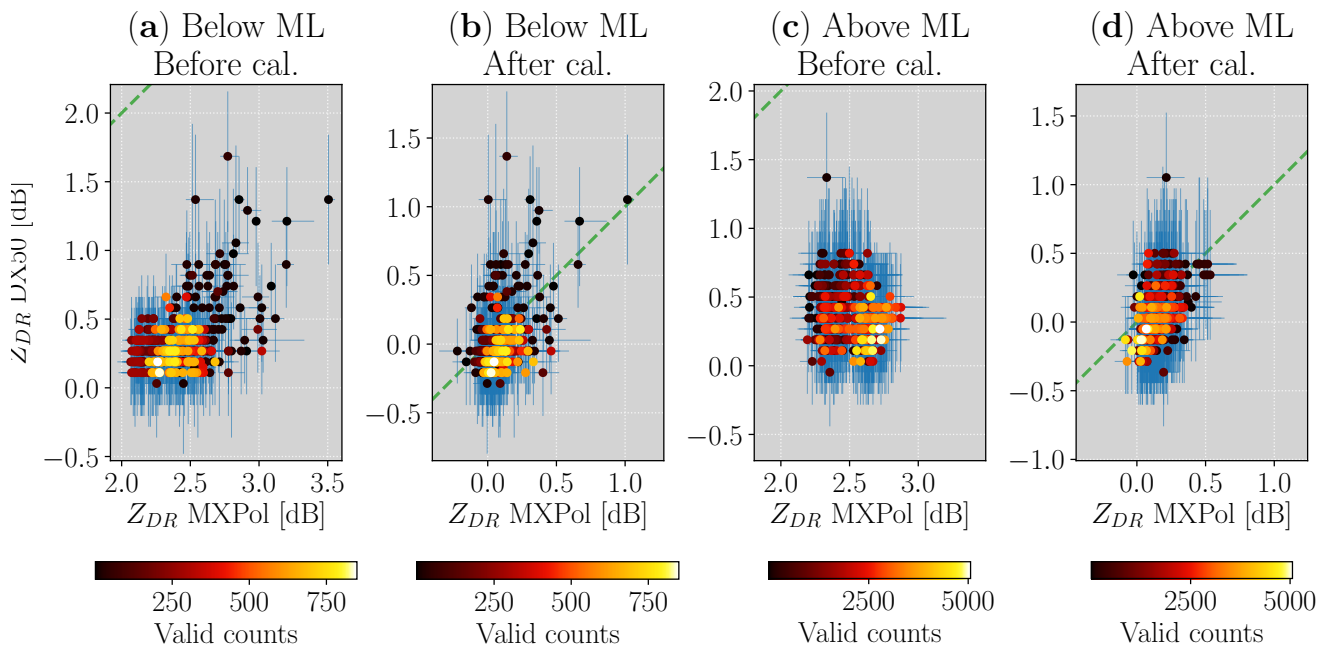 (a) Below ML
Before cal.
(b) Below ML
After cal.
(c) Above ML
Before cal.
(d) Above ML
After cal.
Z_DR DX50 [dB]
2.0
1.5
1.0
0.5
0.0
−0.5
2.0 2.5 3.0 3.5
Z_DR MXPol [dB]
1.5
1.0
0.5
0.0
−0.5
0.0 0.5 1.0
Z_DR MXPol [dB]
2.0
1.5
1.0
0.5
0.0
−0.5
2.0 2.5 3.0
Z_DR MXPol [dB]
1.5
1.0
0.5
0.0
−0.5
−1.0
0.0 0.5 1.0
Z_DR MXPol [dB]
250 500 750
Valid counts
250 500 750
Valid counts
2500 5000
Valid counts
2500 5000
Valid counts